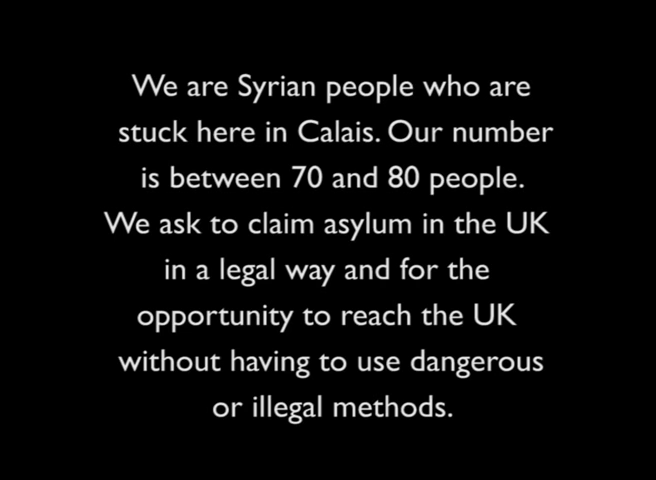 We are Syrian people who are
stuck here in Calais. Our number
is between 70 and 80 people.
We ask to claim asylum in the UK
in a legal way and for the
opportunity to reach the UK
without having to use dangerous
or illegal methods.